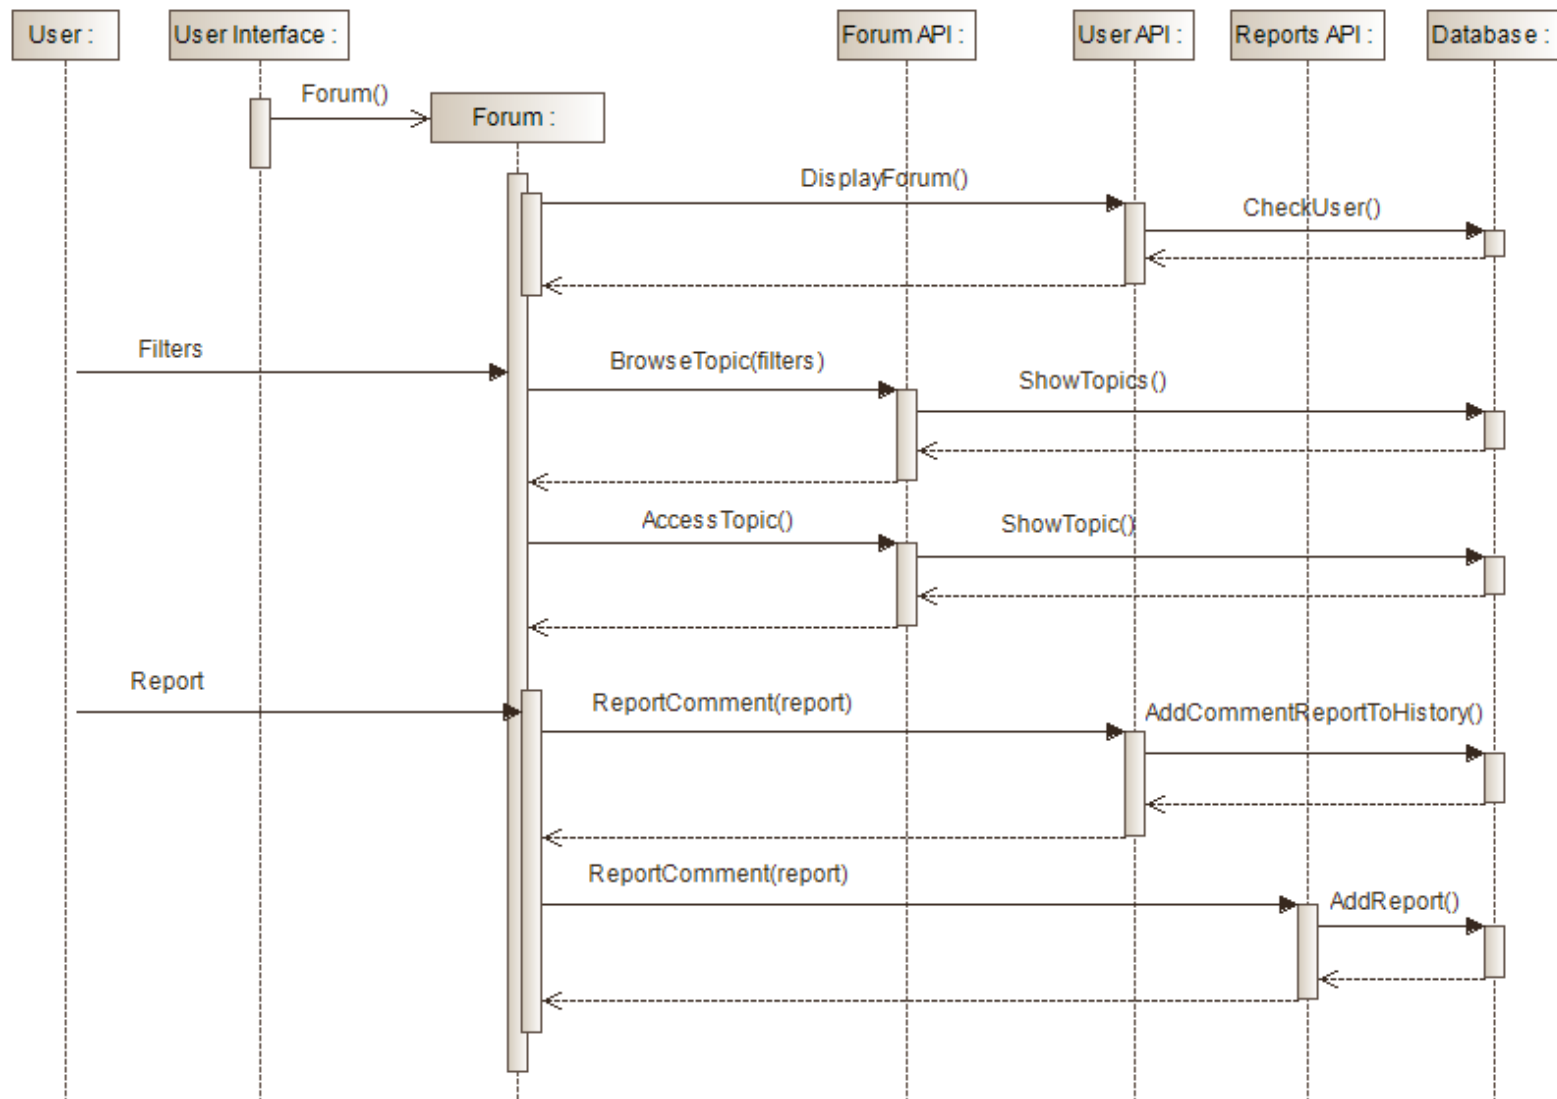 User :
User Interface :
Forum API :
User API :
Reports API :
Database :
Forum()
Forum :
DisplayForum()
CheckUser()
Filters
BrowseTopic(filters)
ShowTopics()
AccessTopic()
ShowTopic()
Report
ReportComment(report)
AddCommentReportToHistory()
ReportComment(report)
AddReport()